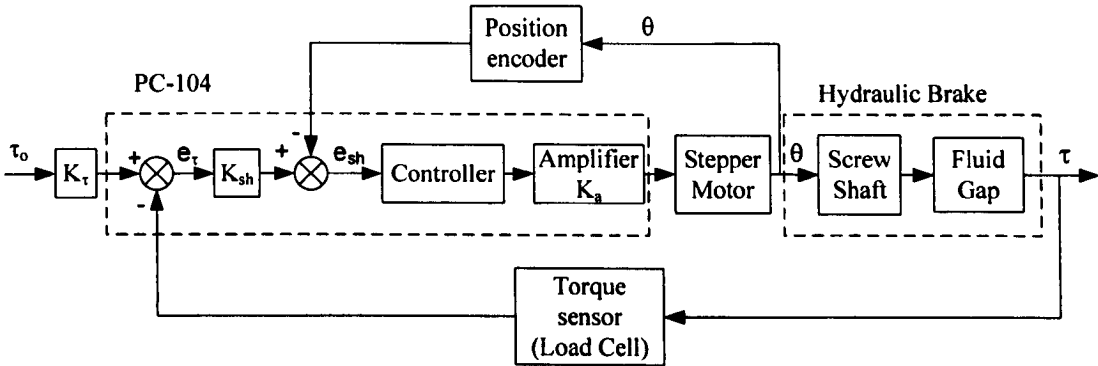 Position
encoder
θ
PC-104
Hydraulic Brake
τo
Kτ
+
-
eτ
Ksh
+
-
esh
Controller
Amplifier
Ka
Stepper
Motor
θ
Screw
Shaft
Fluid
Gap
τ
Torque
sensor
(Load Cell)